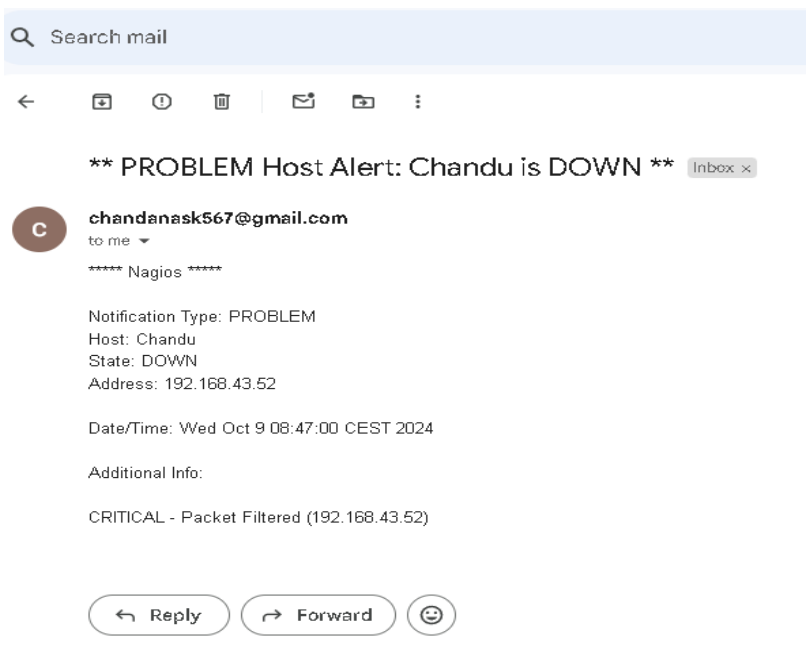 Search mail
** PROBLEM Host Alert: Chandu is DOWN ** Inbox ×
C
chandanask567@gmail.com
to me
***** Nagios *****
Notification Type: PROBLEM
Host: Chandu
State: DOWN
Address: 192.168.43.52
Date/Time: Wed Oct 9 08:47:00 CEST 2024
Additional Info:
CRITICAL - Packet Filtered (192.168.43.52)
Reply Forward